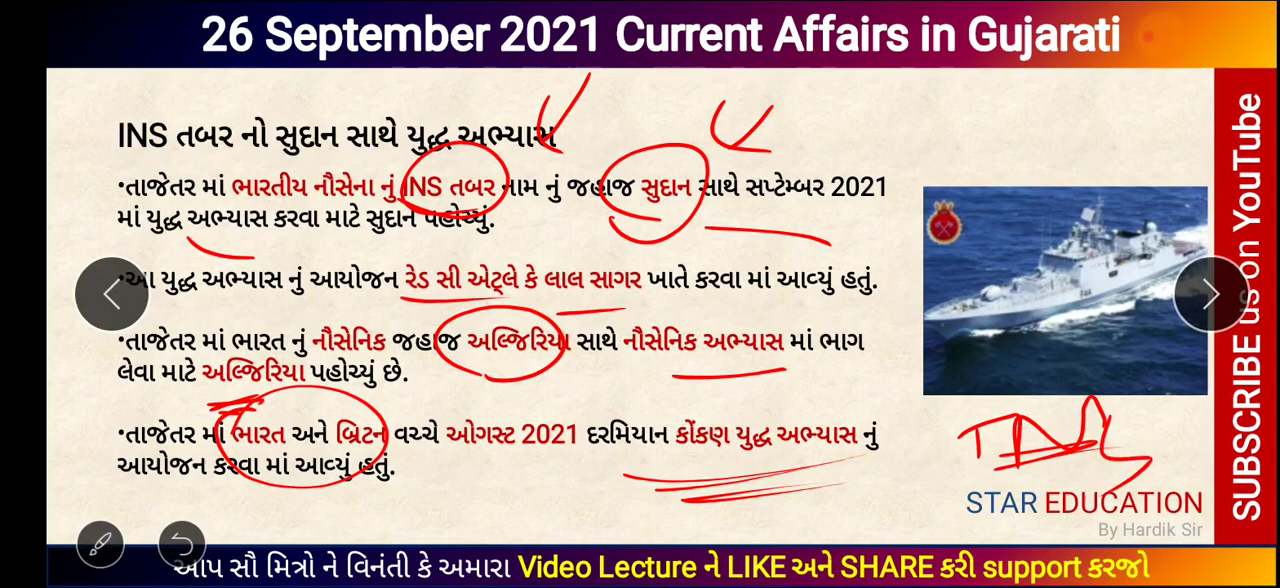 26 September 2021 Current Affairs in Gujarati
INS તબર નો સુદાન સાથે યુદ્ધ અભ્યાસ
•તાજેતર માં ભારતીય નૌસેના નું INS તબર નામ નું જહાજ સુદાન સાથે સપ્ટેમ્બર 2021
માં યુદ્ધ અભ્યાસ કરવા માટે સુદાન પહોચ્યું.
•આ યુદ્ધ અભ્યાસ નું આયોજન રેડ સી એટ્લે કે લાલ સાગર ખાતે કરવા માં આવ્યું હતું.
•તાજેતર માં ભારત નું નૌસેનિક જહાજ અલ્જિરિયા સાથે નૌસેનિક અભ્યાસ માં ભાગ
લેવા માટે અલ્જિરિયા પહોચ્યું છે.
•તાજેતર માં ભારત અને બ્રિટન વચ્ચે ઓગસ્ટ 2021 દરમિયાન કોંકણ યુદ્ધ અભ્યાસ નું
આયોજન કરવા માં આવ્યું હતું.
STAR EDUCATION
By Hardik Sir
SUBSCRIBE us on YouTube
આપ સૌ મિત્રો ને વિનંતી કે અમારા Video Lecture ને LIKE અને SHARE કરી support કરજો